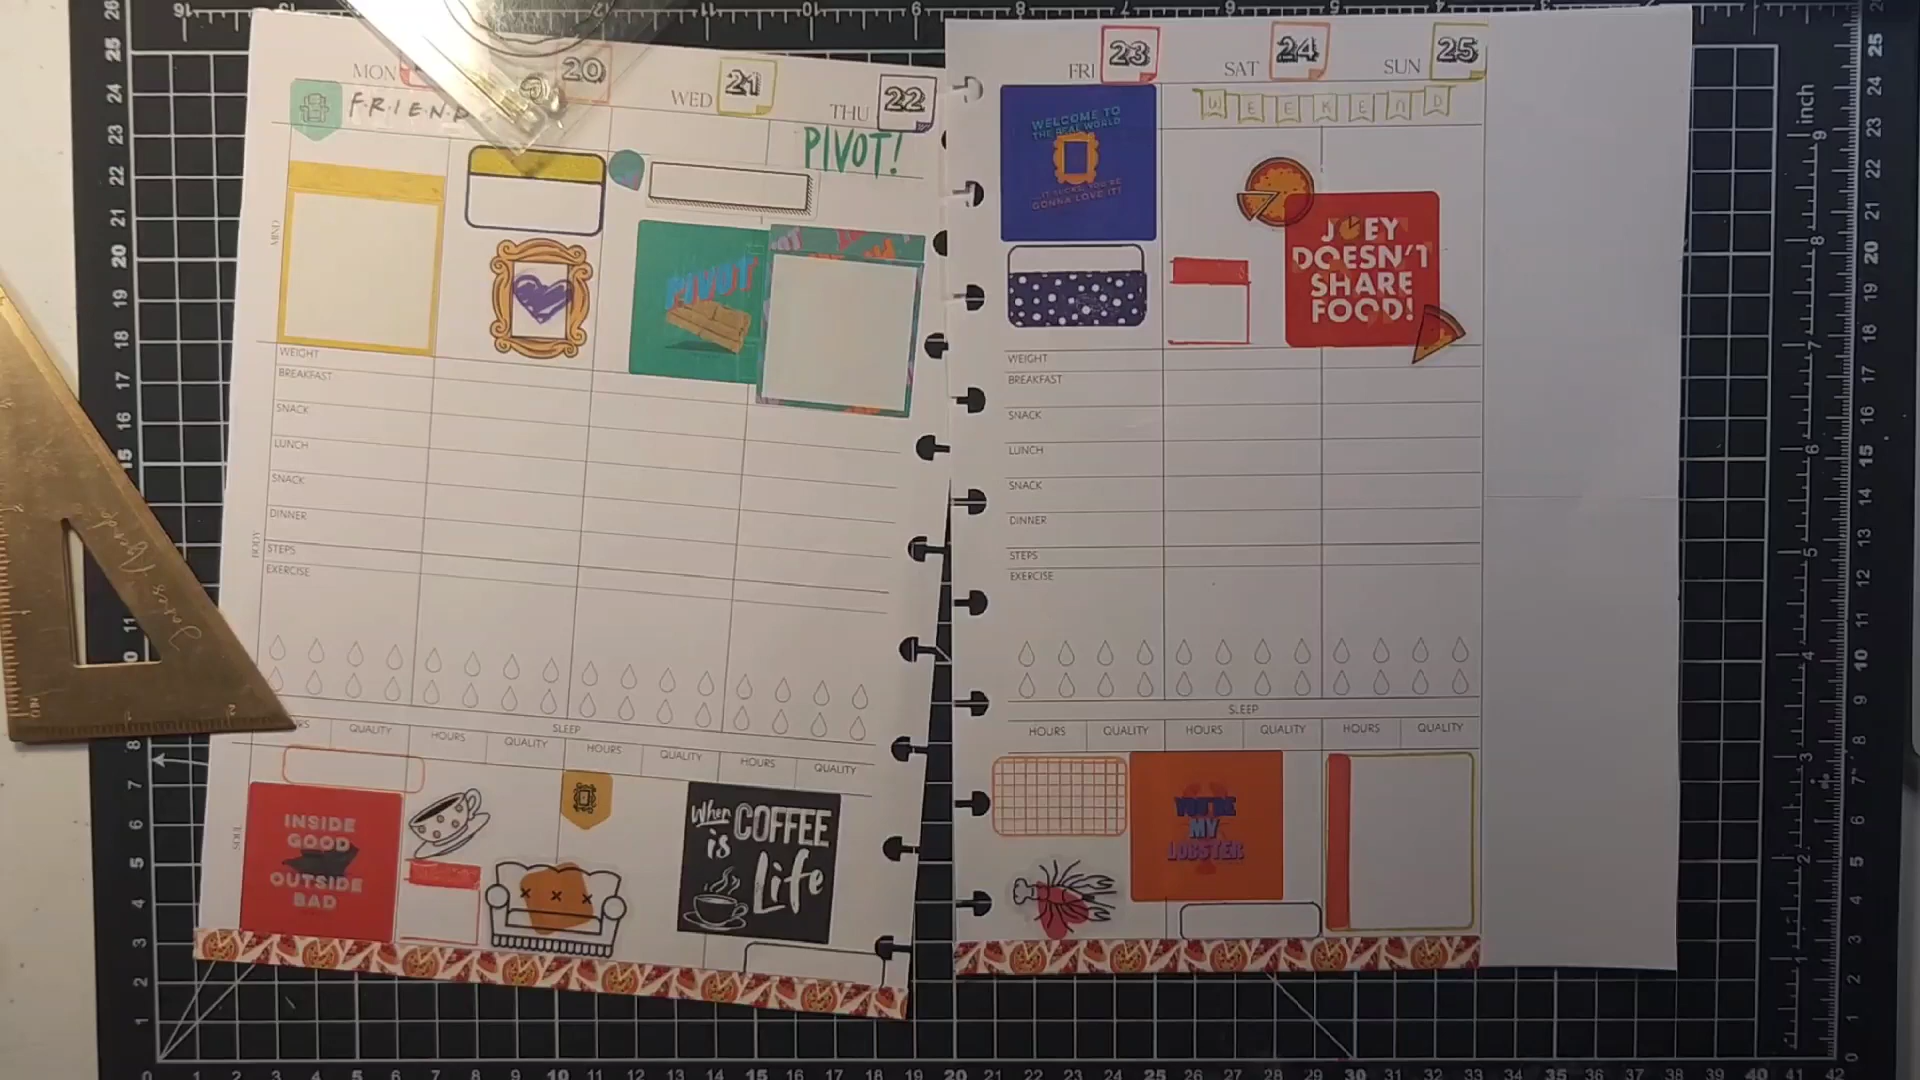 MON
20
WED 21
THU 22
F·R·I·E·N·D
PIVOT!
PIVOT
MIND
WEIGHT
BREAKFAST
SNACK
LUNCH
SNACK
DINNER
STEPS
EXERCISE
BODY
SLEEP
QUALITY
HOURS
QUALITY
HOURS
QUALITY
HOURS
QUALITY
INSIDE
GOOD
OUTSIDE
BAD
When
is COFFEE
Life
FRI 23
SAT 24
SUN 25
WEEKEND
WELCOME TO
THE REAL WORLD
IT SUCKS. YOU'RE
GONNA LOVE IT!
JOEY
DOESN'T
SHARE
FOOD!
WEIGHT
BREAKFAST
SNACK
LUNCH
SNACK
DINNER
STEPS
EXERCISE
SLEEP
HOURS
QUALITY
HOURS
QUALITY
HOURS
QUALITY
YOU'RE
MY
LOBSTER
inch